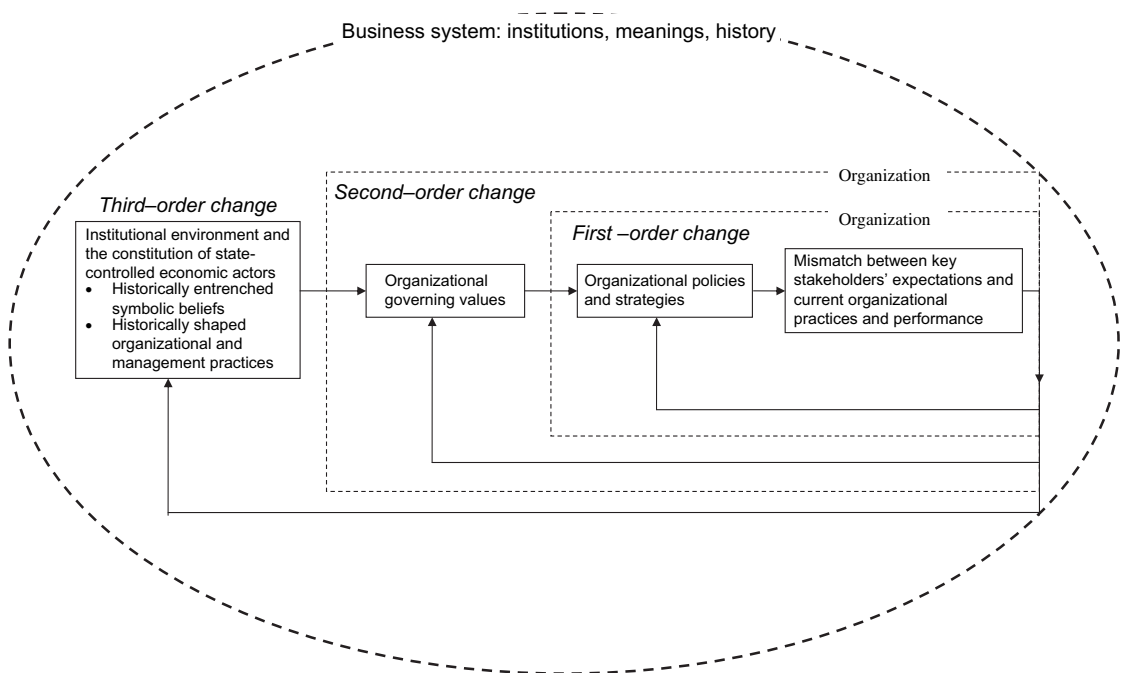 Business system: institutions, meanings, history
Organization
Second–order change
Third–order change
Organization
First –order change
Institutional environment and
the constitution of state-
controlled economic actors
• Historically entrenched
symbolic beliefs
• Historically shaped
organizational and
management practices
Organizational
governing values
Organizational policies
and strategies
Mismatch between key
stakeholders’ expectations and
current organizational
practices and performance